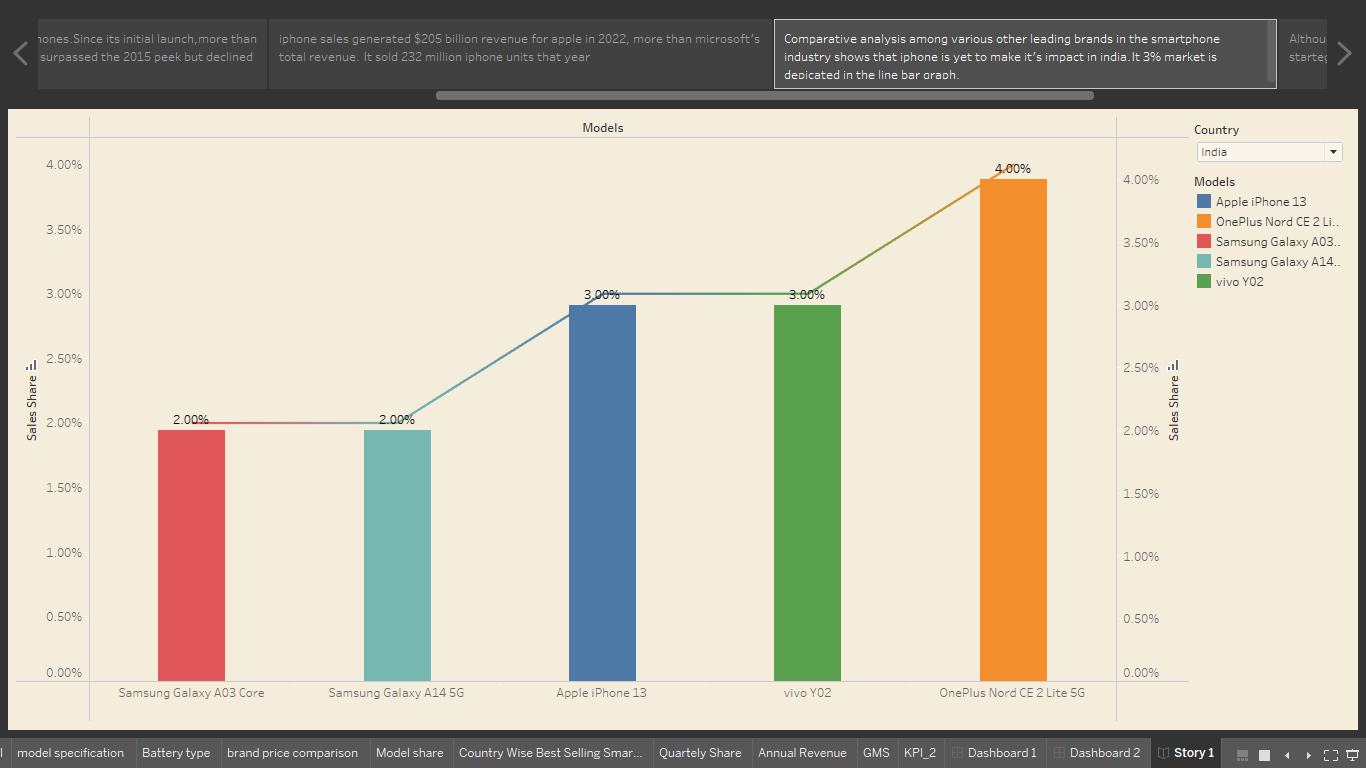 ones.Since its initial launch,more than
surpassed the 2015 peek but declined
iphone sales generated $205 billion revenue for apple in 2022, more than microsoft's
total revenue. It sold 232 million iphone units that year
Comparative analysis among various other leading brands in the smartphone
industry shows that iphone is yet to make it's impact in india.It 3% market is
depicated in the line bar graph.
Althou
Models
4.00%
3.50%
3.00%
2.50%
2.00%
1.50%
1.00%
0.50%
0.00%
Sales Share
2.00%
2.00%
3.00%
3.00%
4.00%
Samsung Galaxy A03 Core
Samsung Galaxy A14 5G
Apple iPhone 13
vivo Y02
OnePlus Nord CE 2 Lite 5G
4.00%
3.50%
3.00%
2.50%
2.00%
1.50%
1.00%
0.50%
0.00%
Sales Share
Country
India
Models
Apple iPhone 13
OnePlus Nord CE 2 Li..
Samsung Galaxy A03..
Samsung Galaxy A14..
vivo Y02
model specification
Battery type
brand price comparison
Model share
Country Wise Best Selling Smar...
Quartely Share
Annual Revenue
GMS
KPI_2
Dashboard 1
Dashboard 2
Story 1